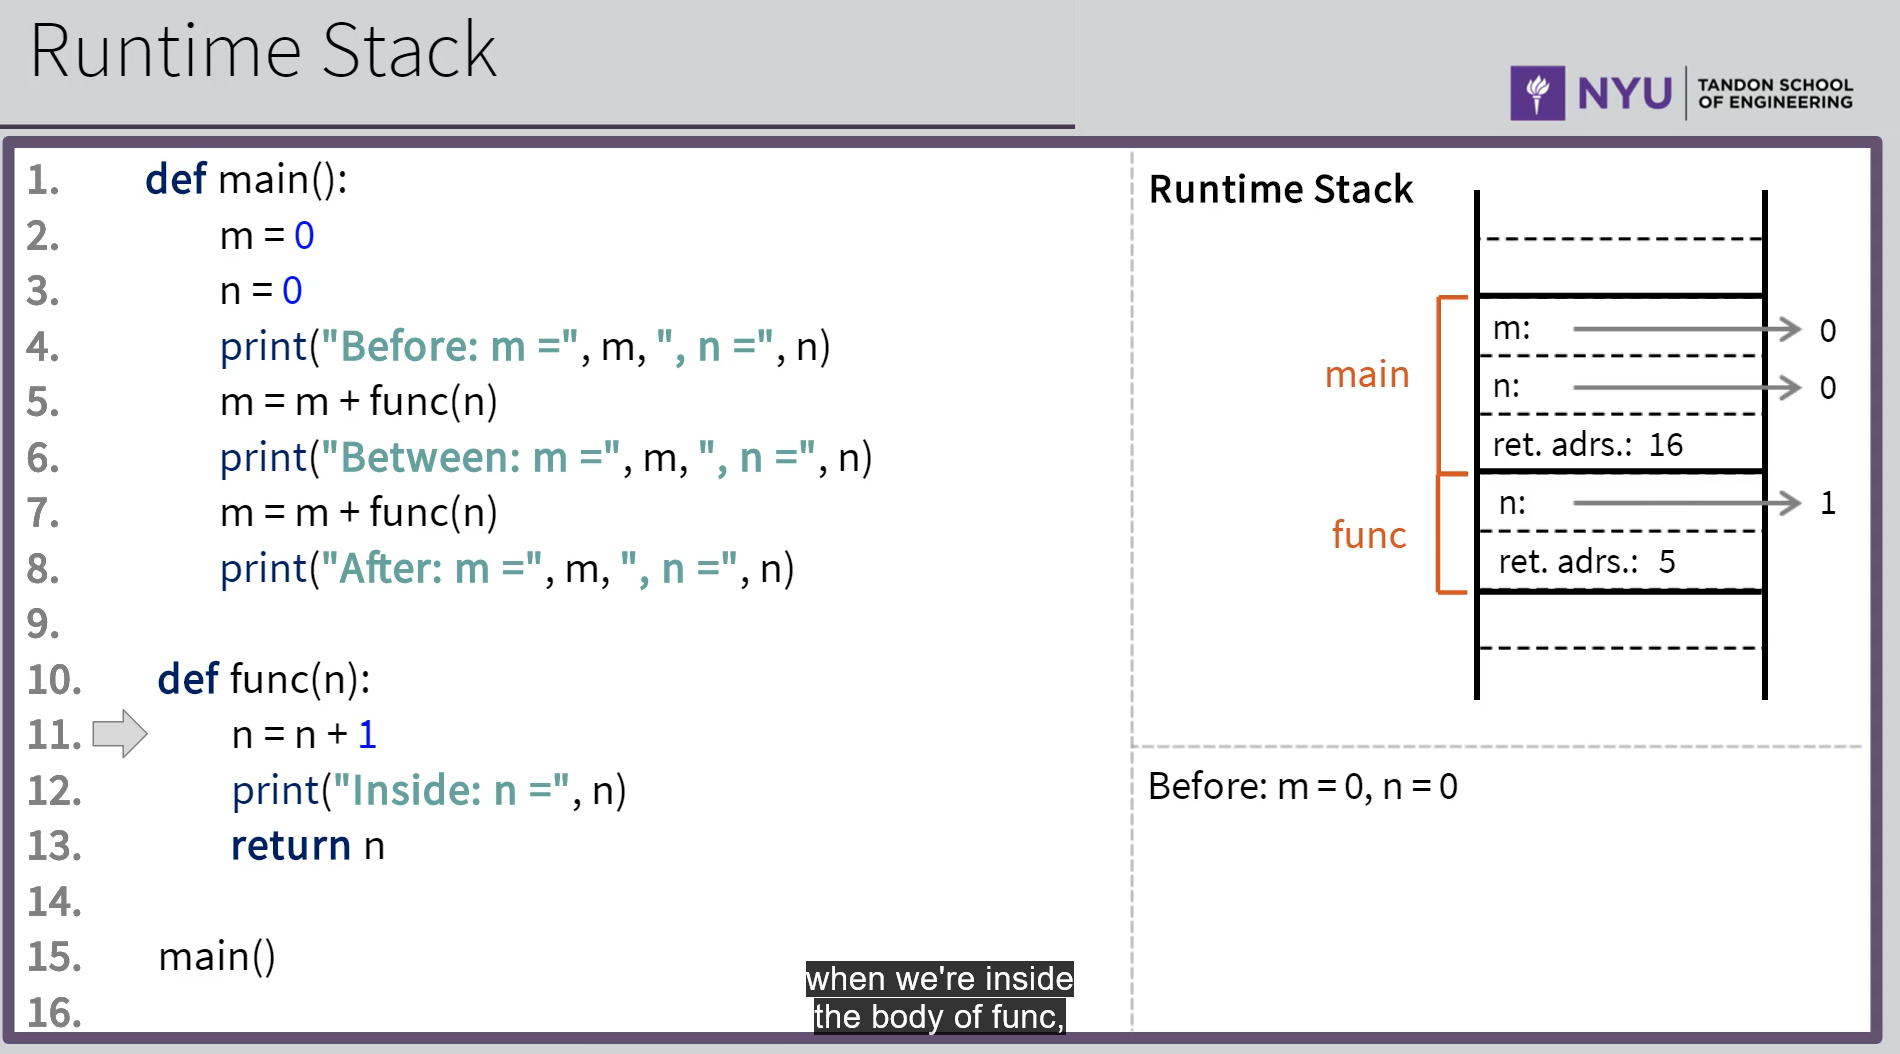 Runtime Stack
NYU
TANDON SCHOOL
OF ENGINEERING
1. def main():
2. m = 0
3. n = 0
4. print("Before: m =", m, ", n =", n)
5. m = m + func(n)
6. print("Between: m =", m, ", n =", n)
7. m = m + func(n)
8. print("After: m =", m, ", n =", n)
9.
10. def func(n):
11. n = n + 1
12. print("Inside: n =", n)
13. return n
14.
15. main()
16.
Runtime Stack
main
m: 0
n: 0
ret. adrs.: 16
func
n: 1
ret. adrs.: 5
Before: m = 0, n = 0
when we're inside
the body of func,